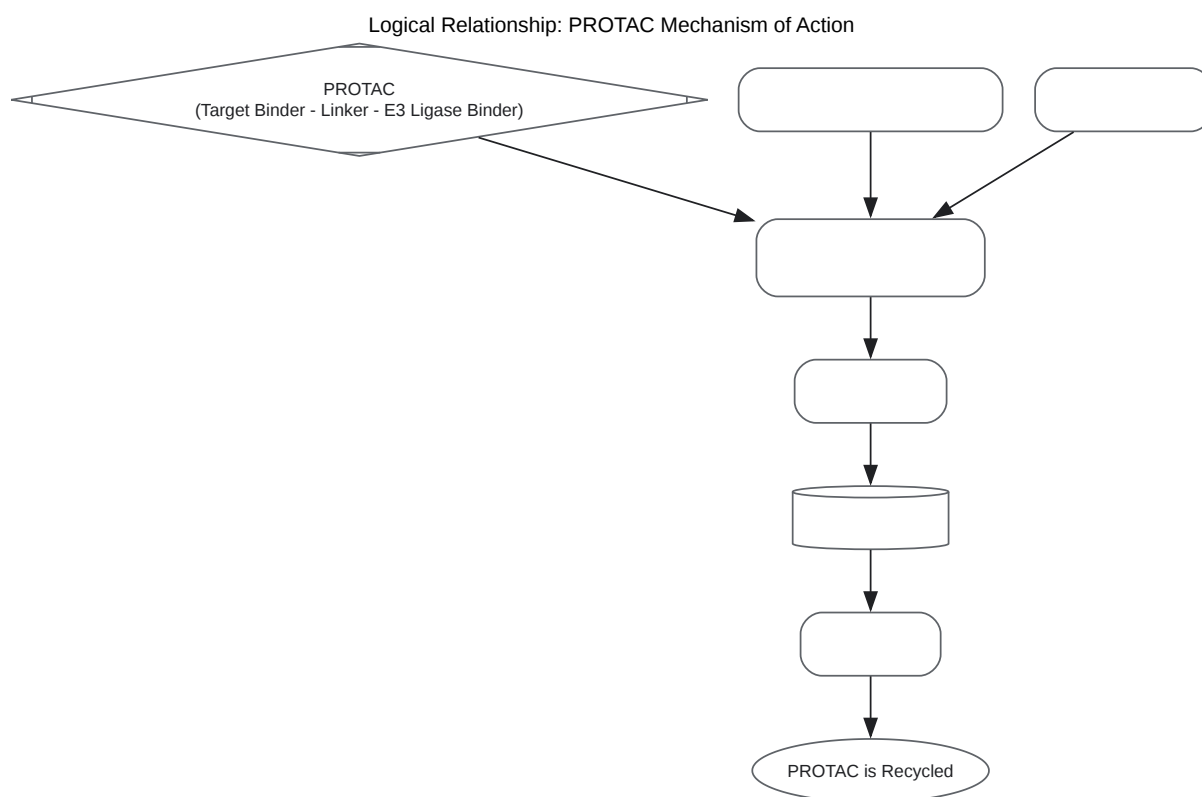 Logical Relationship: PROTAC Mechanism of Action
PROTAC
(Target Binder - Linker - E3 Ligase Binder)
PROTAC is Recycled